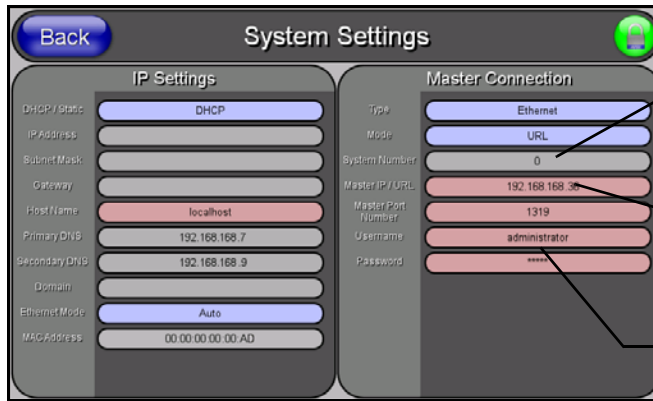 Back
System Settings
IP Settings
DHCP / Static DHCP
IP Address
Subnet Mask
Gateway
Host Name localhost
Primary DNS 192.168.168.7
Secondary DNS 192.168.168.9
Domain
Ethernet Mode Auto
MAC Address 00:00:00:00:00:AD
Master Connection
Type Ethernet
Mode URL
System Number 0
Master IP / URL 192.168.168.36
Master Port
Number 1319
Username administrator
Password *****